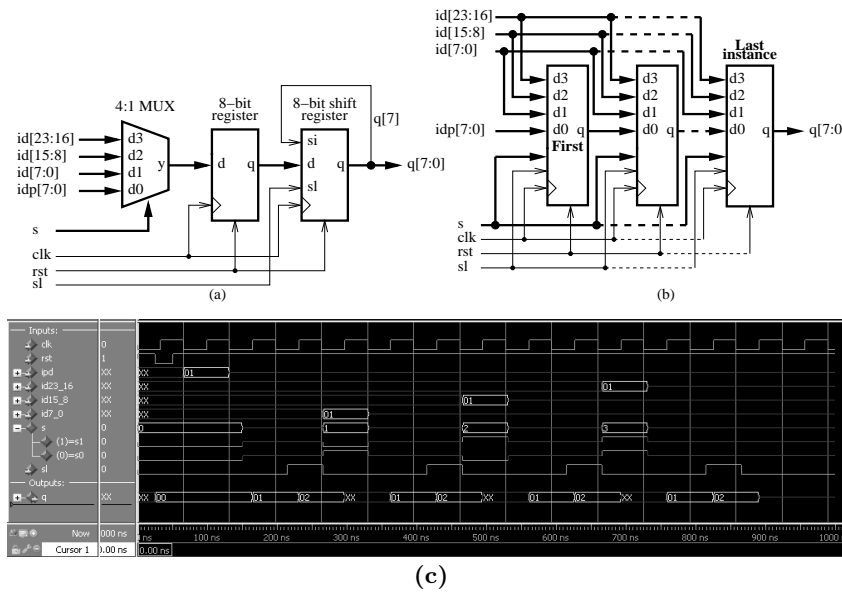 4:1 MUX
id[23:16]
id[15:8]
id[7:0]
idp[7:0]
d3
d2
d1
d0
y
s
clk
rst
sl
8-bit
register
d
q
8-bit shift
register
si
d
q
sl
q[7]
q[7:0]
(a)
id[23:16]
id[15:8]
id[7:0]
idp[7:0]
d3
d2
d1
d0
q
First
d3
d2
d1
d0
q
Last
instance
d3
d2
d1
d0
q
q[7:0
s
clk
rst
sl
(b)
Inputs:
clk 0
rst 1
ipd XX XX 01
id23_16 XX XX 01
id15_8 XX XX 01
id7_0 XX XX 01
s 0 0 1 2 3
(1)=s1 0
(0)=s0 0
sl 0
Outputs:
q XX XX 00 01 02 XX 01 02 XX 01 02 XX 01 02
Now 000 ns ns 100 ns 200 ns 300 ns 400 ns 500 ns 600 ns 700 ns 800 ns 900 ns 1000
Cursor 1 0.00 ns 0.00 ns
(c)